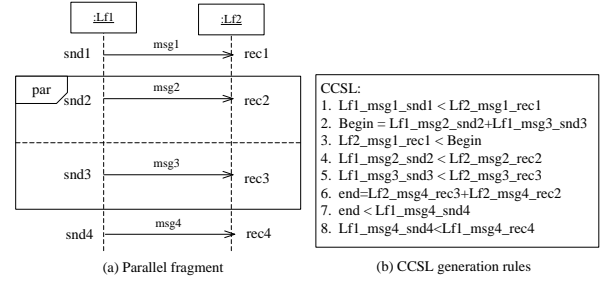 :Lf1
:Lf2
msg1
snd1
rec1
par
msg2
snd2
rec2
msg3
snd3
rec3
msg4
snd4
rec4
(a) Parallel fragment
CCSL:
1. Lf1_msg1_snd1 < Lf2_msg1_rec1
2. Begin = Lf1_msg2_snd2+Lf1_msg3_snd3
3. Lf2_msg1_rec1 < Begin
4. Lf1_msg2_snd2 < Lf2_msg2_rec2
5. Lf1_msg3_snd3 < Lf2_msg3_rec3
6. end=Lf2_msg4_rec3+Lf2_msg4_rec2
7. end < Lf1_msg4_snd4
8. Lf1_msg4_snd4<Lf1_msg4_rec4
(b) CCSL generation rules